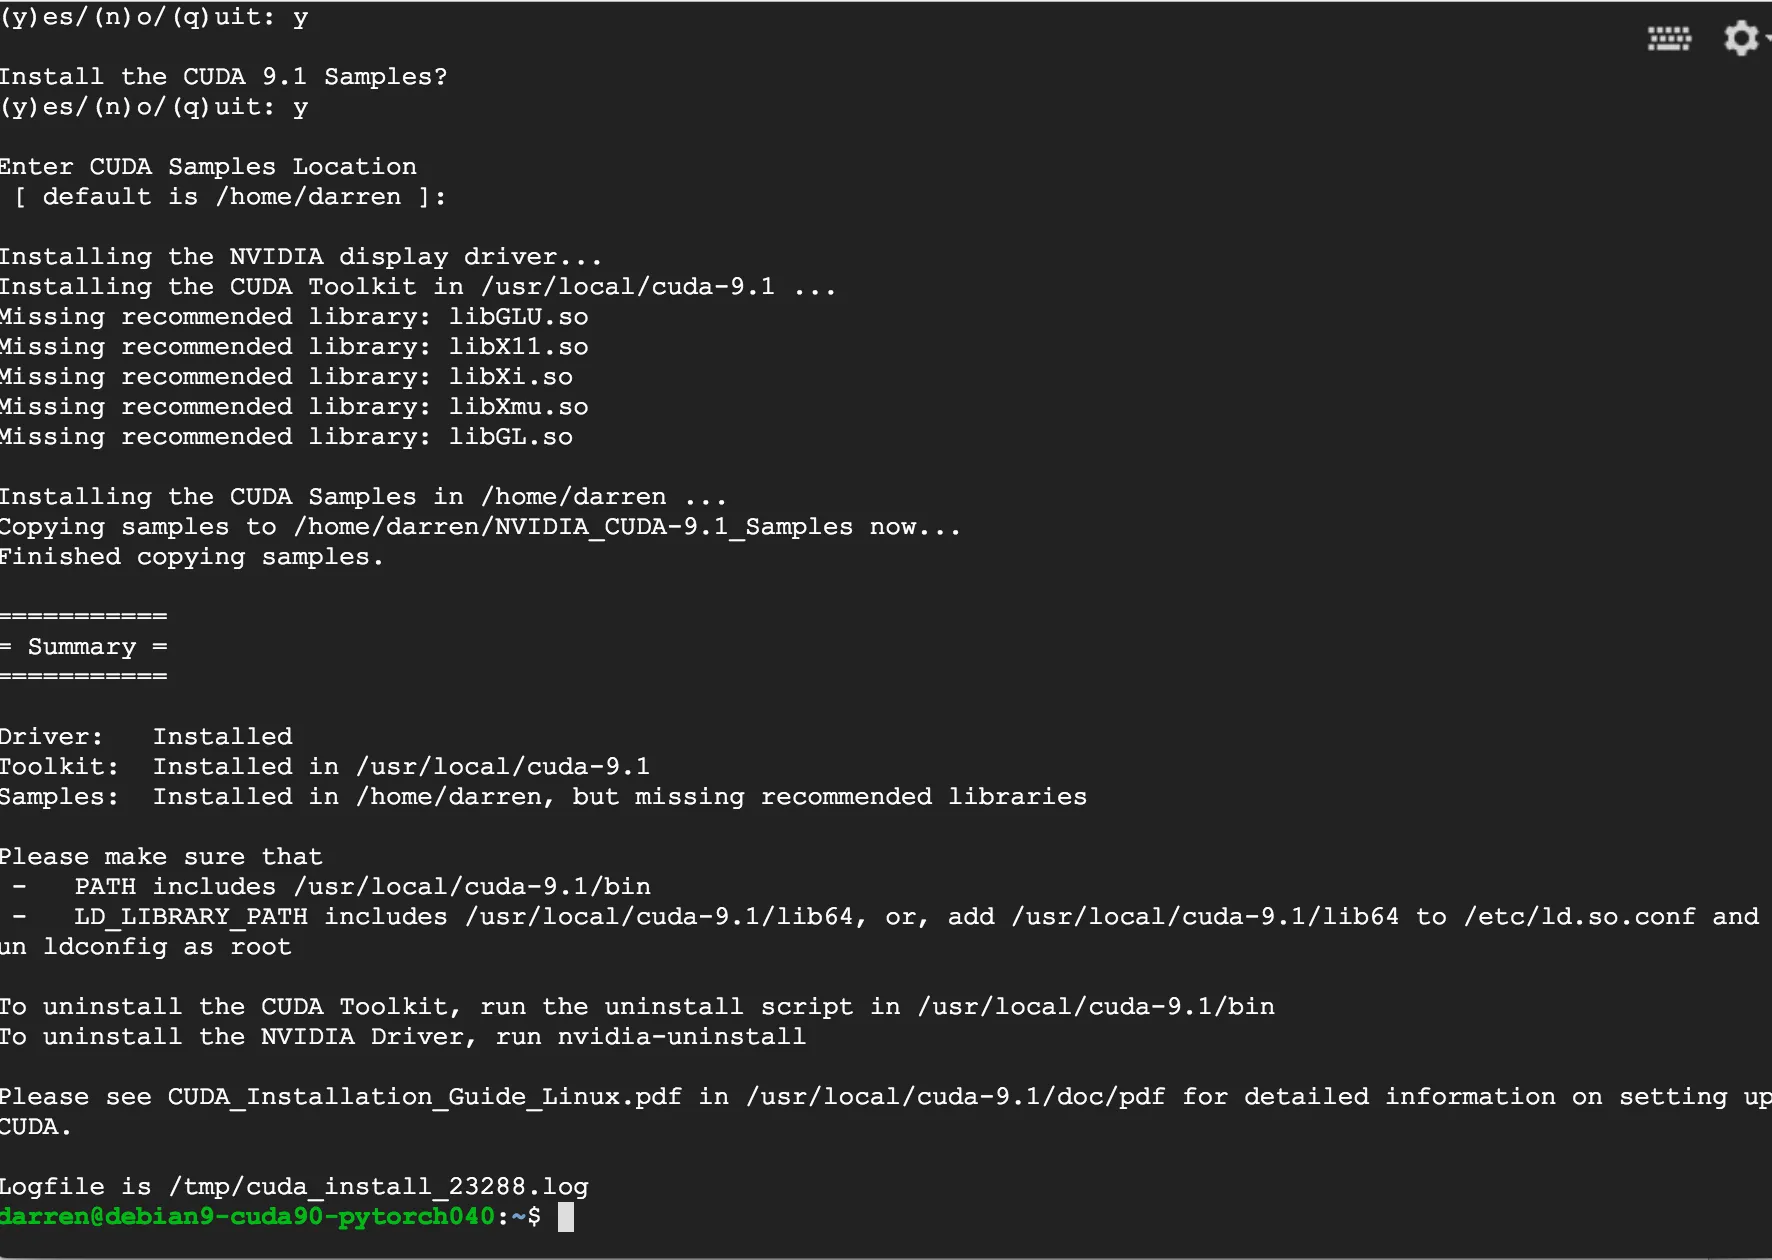 (y)es/(n)o/(q)uit: y
Install the CUDA 9.1 Samples?
(y)es/(n)o/(q)uit: y
Enter CUDA Samples Location
[ default is /home/darren ]:
Installing the NVIDIA display driver...
Installing the CUDA Toolkit in /usr/local/cuda-9.1 ...
Missing recommended library: libGLU.so
Missing recommended library: libX11.so
Missing recommended library: libXi.so
Missing recommended library: libXmu.so
Missing recommended library: libGL.so
Installing the CUDA Samples in /home/darren ...
Copying samples to /home/darren/NVIDIA_CUDA-9.1_Samples now...
Finished copying samples.
===========
= Summary =
===========
Driver:   Installed
Toolkit:  Installed in /usr/local/cuda-9.1
Samples:  Installed in /home/darren, but missing recommended libraries
Please make sure that
-   PATH includes /usr/local/cuda-9.1/bin
-   LD_LIBRARY_PATH includes /usr/local/cuda-9.1/lib64, or, add /usr/local/cuda-9.1/lib64 to /etc/ld.so.conf and
un ldconfig as root
To uninstall the CUDA Toolkit, run the uninstall script in /usr/local/cuda-9.1/bin
To uninstall the NVIDIA Driver, run nvidia-uninstall
Please see CUDA_Installation_Guide_Linux.pdf in /usr/local/cuda-9.1/doc/pdf for detailed information on setting up
CUDA.
Logfile is /tmp/cuda_install_23288.log
darren@debian9-cuda90-pytorch040:~$